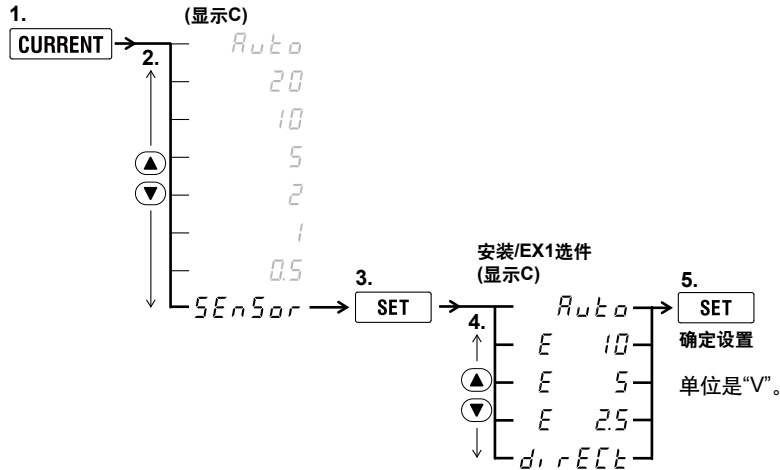 1.
(显示C)
CURRENT
2.
Auto
20
10
5
2
1
0.5
SEnSor
3.
SET
安装/EX1选件
(显示C)
4.
Auto
E 10
E 5
E 2.5
dirECt
5.
SET
确定设置
单位是“V”。